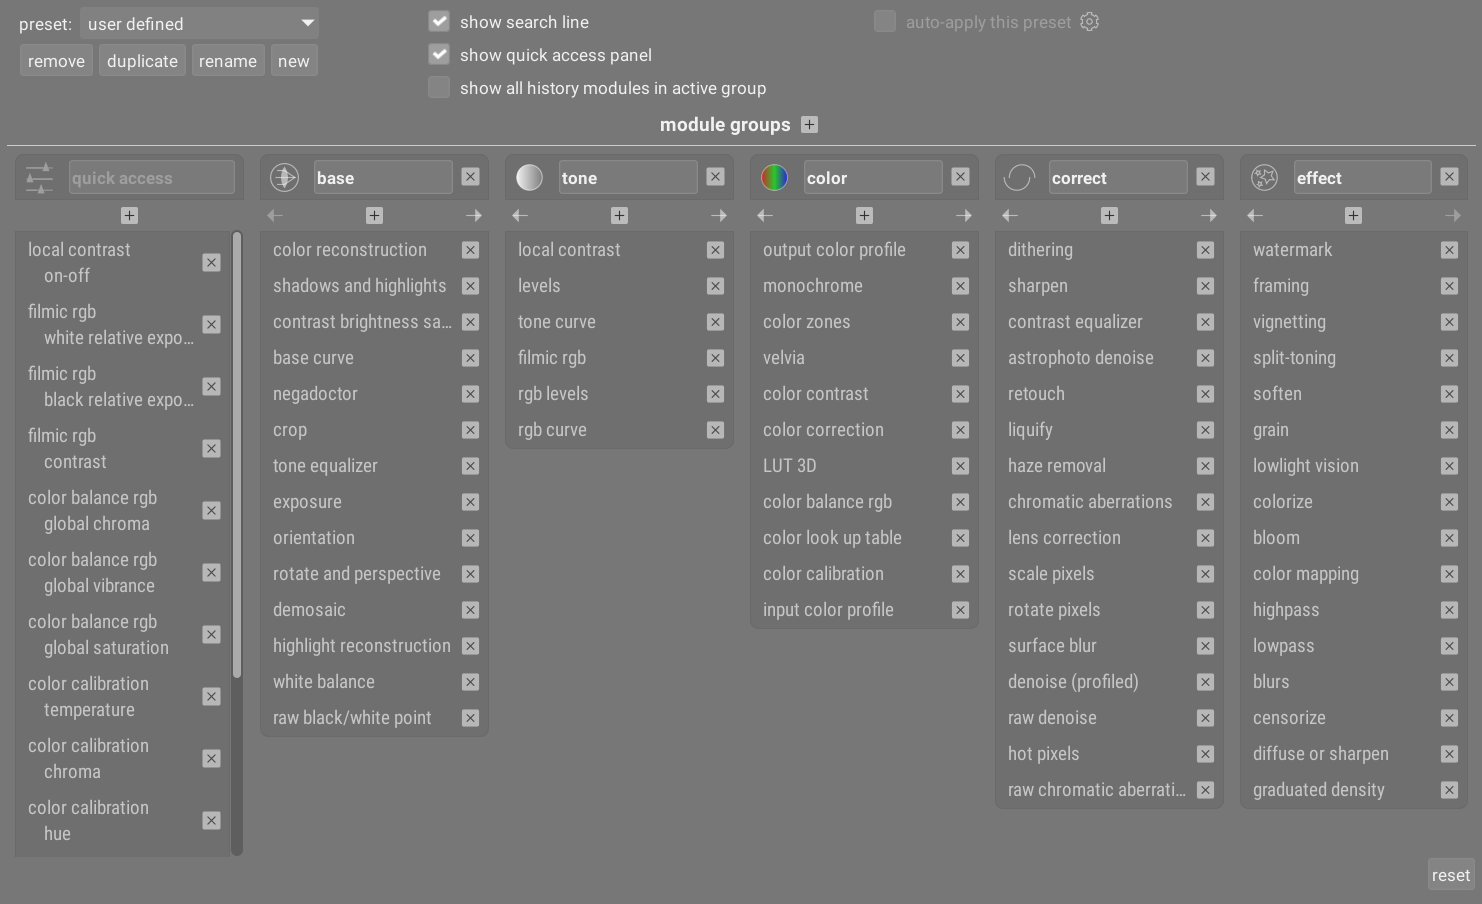 preset: user defined
remove duplicate rename new
show search line
show quick access panel
show all history modules in active group
auto-apply this preset
module groups
quick access
local contrast
on-off
filmic rgb
white relative expo...
filmic rgb
black relative expo...
filmic rgb
contrast
color balance rgb
global chroma
color balance rgb
global vibrance
color balance rgb
global saturation
color calibration
temperature
color calibration
chroma
color calibration
hue
base
color reconstruction
shadows and highlights
contrast brightness sa...
base curve
negadoctor
crop
tone equalizer
exposure
orientation
rotate and perspective
demosaic
highlight reconstruction
white balance
raw black/white point
tone
local contrast
levels
tone curve
filmic rgb
rgb levels
rgb curve
color
output color profile
monochrome
color zones
velvia
color contrast
color correction
LUT 3D
color balance rgb
color look up table
color calibration
input color profile
correct
dithering
sharpen
contrast equalizer
astrophoto denoise
retouch
liquify
haze removal
chromatic aberrations
lens correction
scale pixels
rotate pixels
surface blur
denoise (profiled)
raw denoise
hot pixels
raw chromatic aberrati...
effect
watermark
framing
vignetting
split-toning
soften
grain
lowlight vision
colorize
bloom
color mapping
highpass
lowpass
blurs
censorize
diffuse or sharpen
graduated density
reset